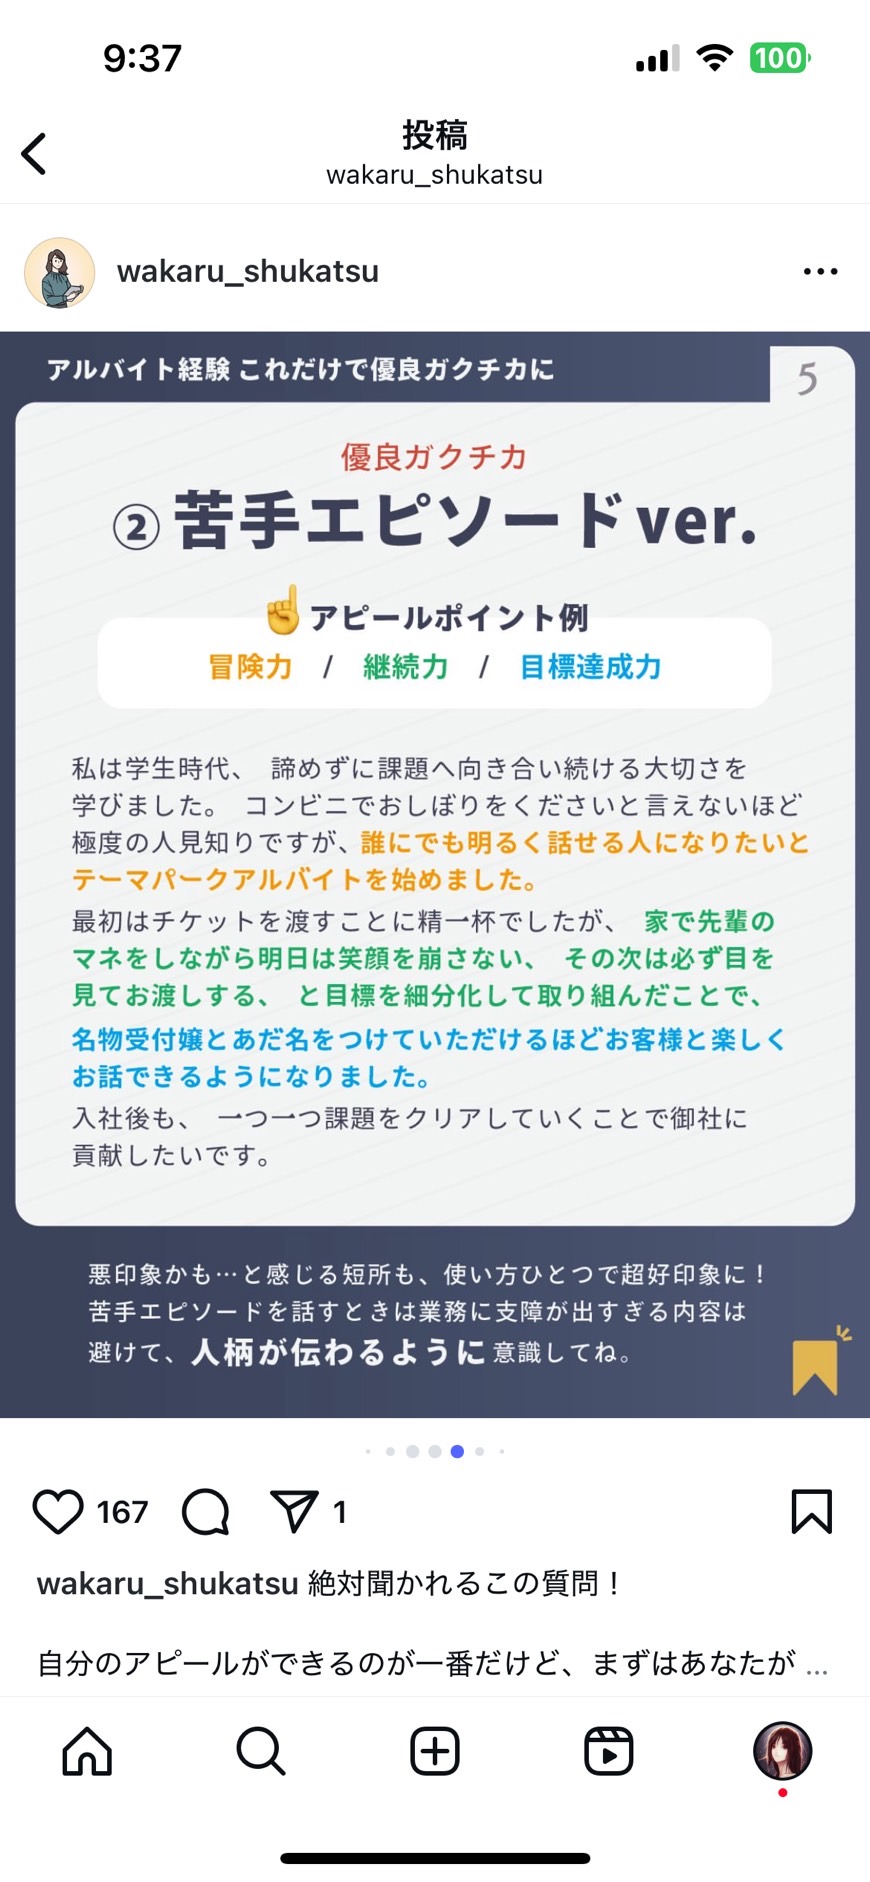 9:37
100
投稿
wakaru_shukatsu
wakaru_shukatsu
アルバイト経験 これだけで優良ガクチカに
5
優良ガクチカ
②苦手エピソードver.
☝アピールポイント例
冒険力 / 継続力 / 目標達成力
私は学生時代、 諦めずに課題へ向き合い続ける大切さを
学びました。 コンビニでおしぼりをくださいと言えないほど
極度の人見知りですが、誰にでも明るく話せる人になりたいと
テーマパークアルバイトを始めました。
最初はチケットを渡すことに精一杯でしたが、 家で先輩の
マネをしながら明日は笑顔を崩さない、 その次は必ず目を
見てお渡しする、 と目標を細分化して取り組んだことで、
名物受付嬢とあだ名をつけていただけるほどお客様と楽しく
お話できるようになりました。
入社後も、 一つ一つ課題をクリアしていくことで御社に
貢献したいです。
悪印象かも…と感じる短所も、使い方ひとつで超好印象に！
苦手エピソードを話すときは業務に支障が出すぎる内容は
避けて、人柄が伝わるように意識してね。
167
1
wakaru_shukatsu 絶対聞かれるこの質問！
自分のアピールができるのが一番だけど、まずはあなたが ...